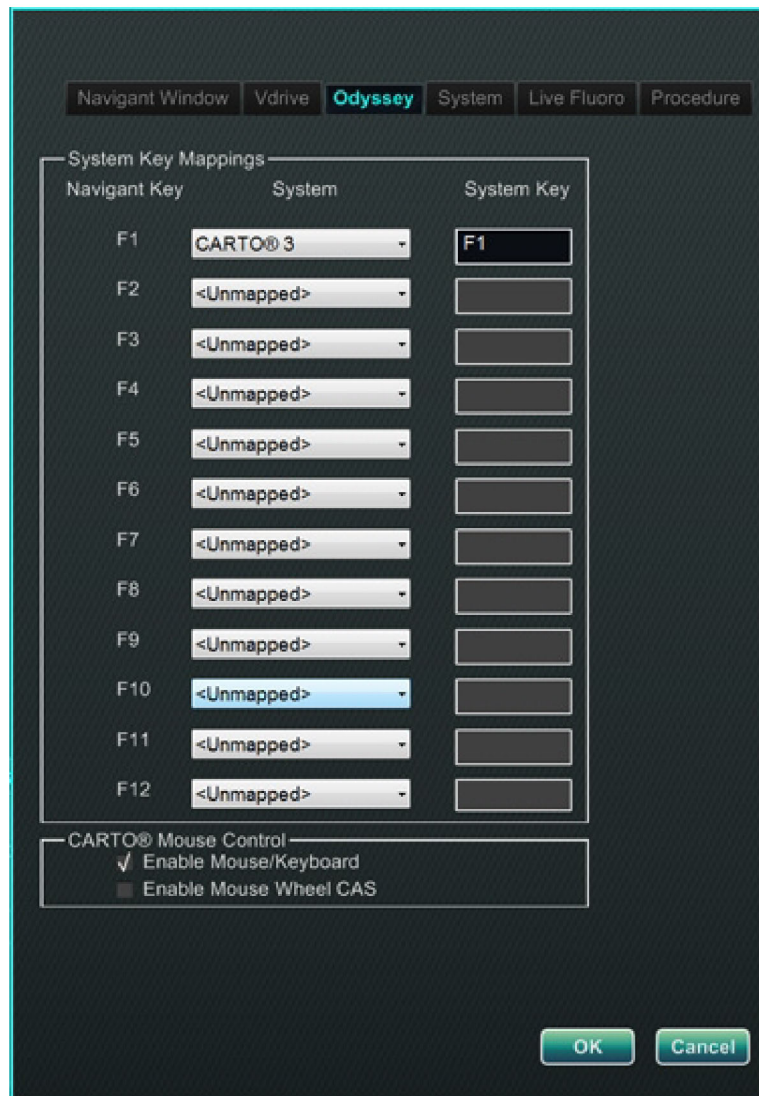 Navigant Window Vdrive Odyssey System Live Fluoro Procedure
System Key Mappings
Navigant Key System System Key
F1 CARTO® 3 F1
F2 <Unmapped>
F3 <Unmapped>
F4 <Unmapped>
F5 <Unmapped>
F6 <Unmapped>
F7 <Unmapped>
F8 <Unmapped>
F9 <Unmapped>
F10 <Unmapped>
F11 <Unmapped>
F12 <Unmapped>
CARTO® Mouse Control
Enable Mouse/Keyboard
Enable Mouse Wheel CAS
OK Cancel